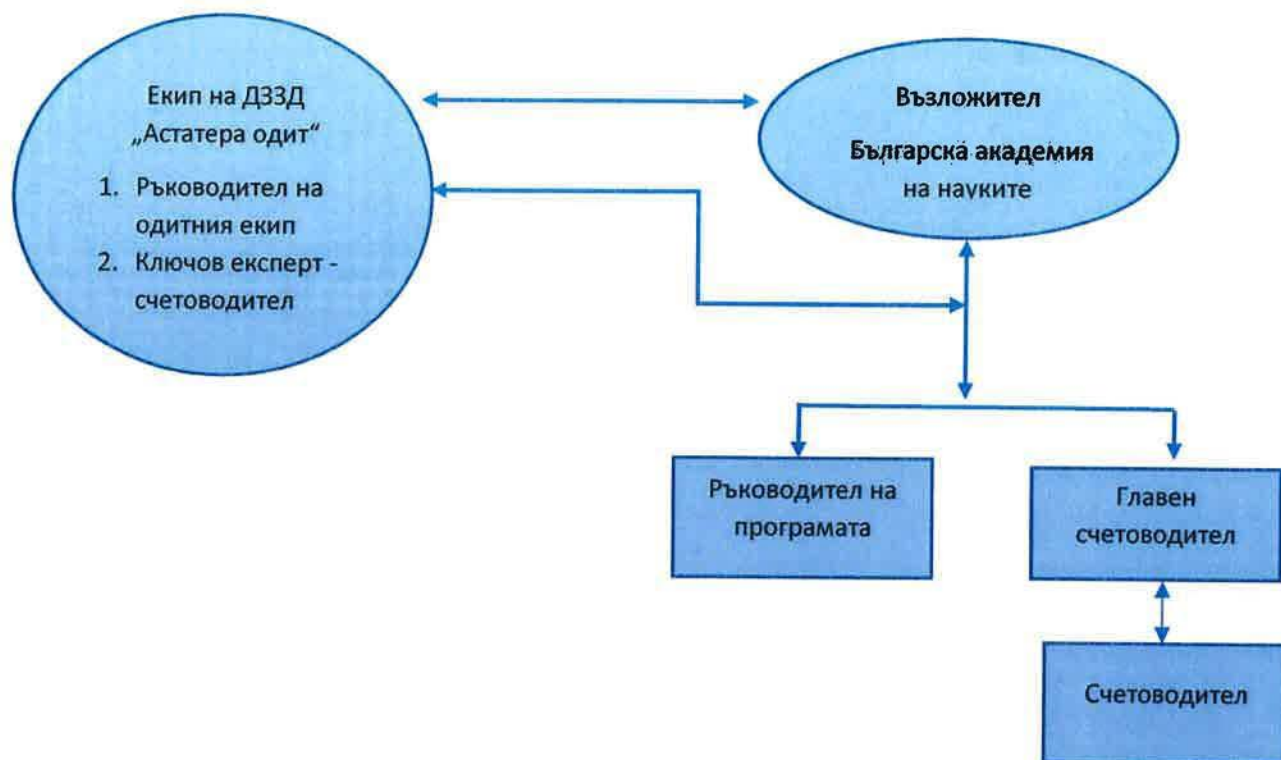 Екип на ДЗЗД
„Астатера одит“
1. Ръководител на
одитния екип
2. Ключов експерт -
счетоводител
Възложител
Българска академия
на науките
Ръководител на
програмата
Главен
счетоводител
Счетоводител